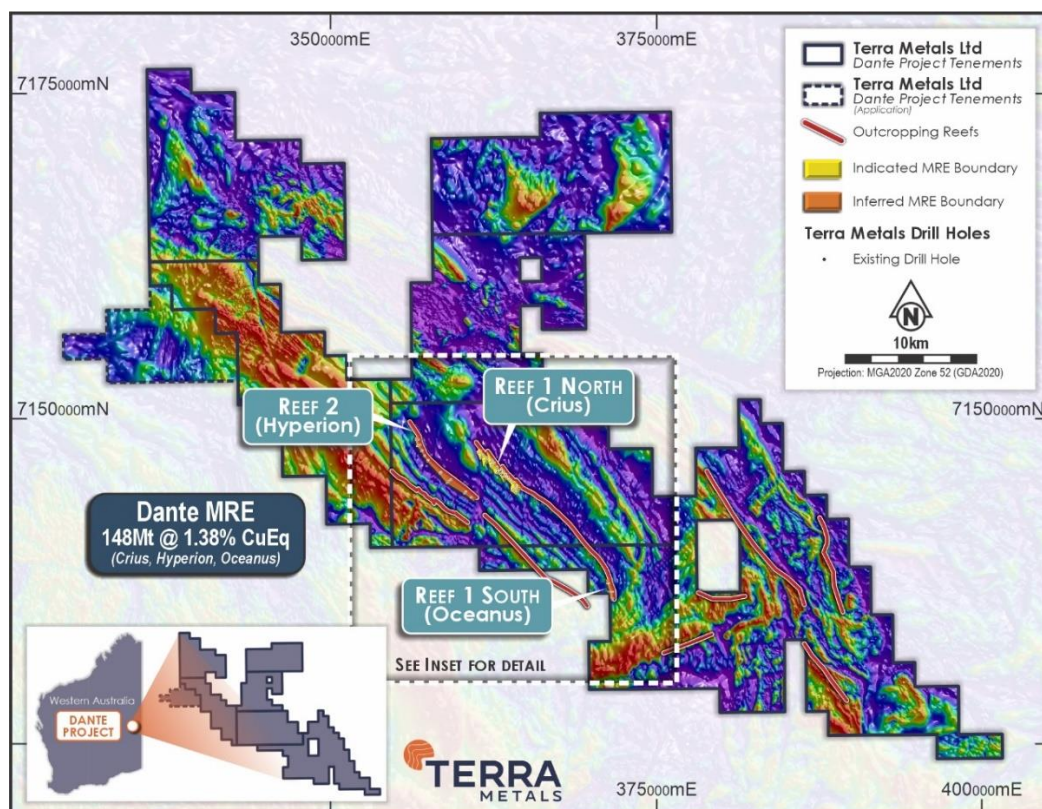 350000mE
375000mE
7175000mN
Terra Metals Ltd
Dante Project Tenements
Terra Metals Ltd
Dante Project Tenements
(Application)
Outcropping Reefs
Indicated MRE Boundary
Inferred MRE Boundary
Terra Metals Drill Holes
Existing Drill Hole
N
10km
Projection: MGA2020 Zone 52 (GDA2020)
7150000mN
7150000mN
REEF 1 NORTH
(Crius)
REEF 2
(Hyperion)
Dante MRE
148Mt @ 1.38% CuEq
(Crius, Hyperion, Oceanus)
REEF 1 SOUTH
(Oceanus)
SEE INSET FOR DETAIL
Western Australia
DANTE
PROJECT
TERRA
METALS
375000mE
400000mE